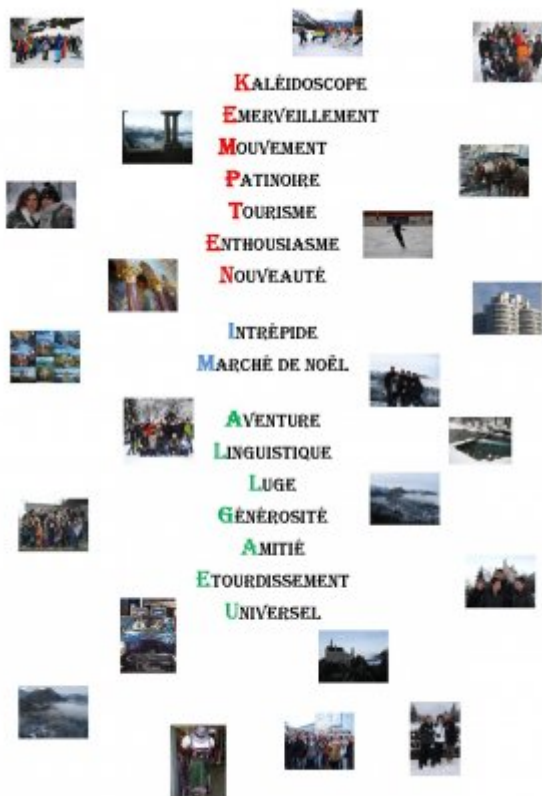 KALÉIDOSCOPE
EMERVEILLEMENT
MOUVEMENT
PATINOIRE
TOURISME
ENTHOUSIASME
NOUVEAUTÉ
INTRÉPIDE
MARCHÉ DE NOËL
AVENTURE
LINGUISTIQUE
LUGE
GÉNÉROSITÉ
AMITIÉ
ETOURDISSEMENT
UNIVERSEL